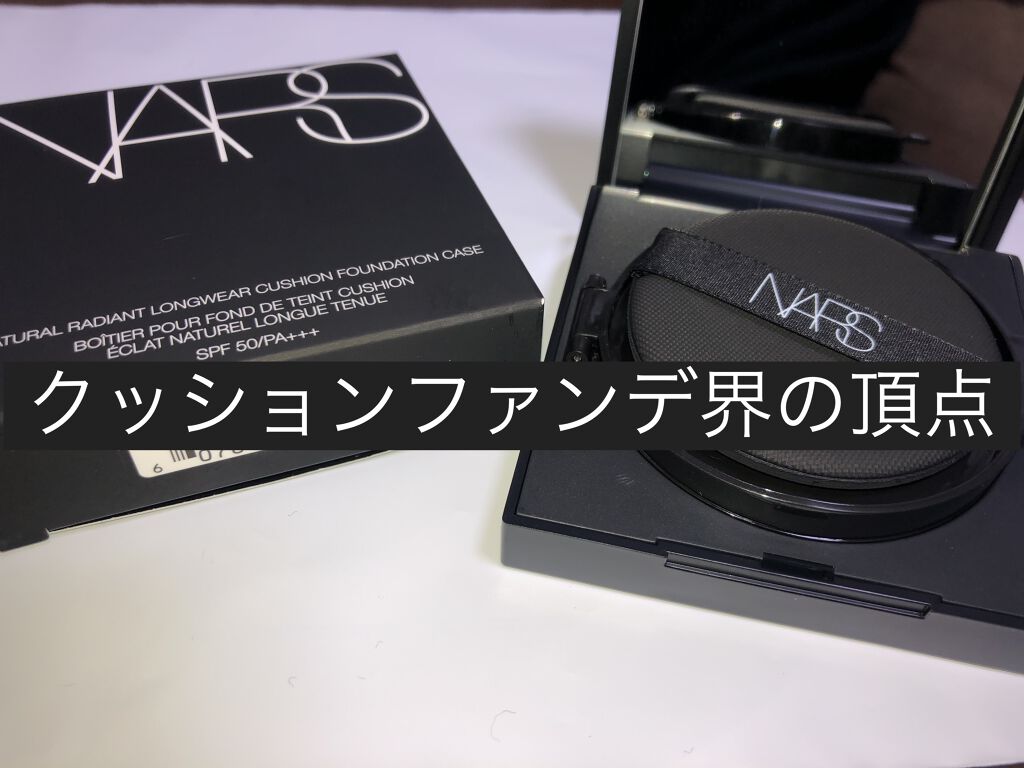 NARS
NATURAL RADIANT LONGWEAR CUSHION FOUNDATION CASE
BOÎTIER POUR FOND DE TEINT CUSHION
ÉCLAT NATUREL LONGUE TENUE
SPF 50/PA+++
NARS
クッションファンデ界の頂点